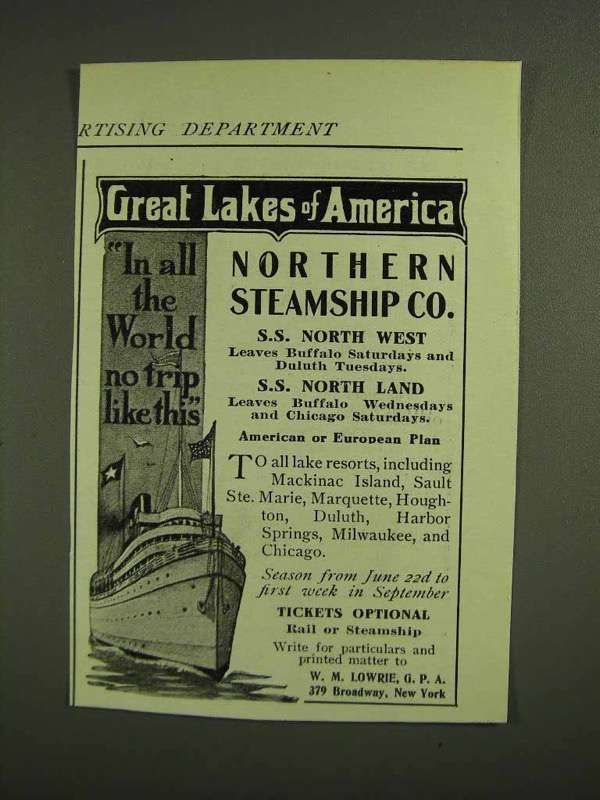 RTISING DEPARTMENT
Great Lakes of America
"In all
the
World
no trip
like this"
NORTHERN
STEAMSHIP CO.
S.S. NORTH WEST
Leaves Buffalo Saturdays and
Duluth Tuesdays.
S.S. NORTH LAND
Leaves Buffalo Wednesdays
and Chicago Saturdays.
American or European Plan
TO all lake resorts, including
Mackinac Island, Sault
Ste. Marie, Marquette, Hough-
ton, Duluth, Harbor
Springs, Milwaukee, and
Chicago.
Season from June 22d to
first week in September
TICKETS OPTIONAL
Rail or Steamship
Write for particulars and
printed matter to
W. M. LOWRIE, G. P. A.
379 Broadway, New York